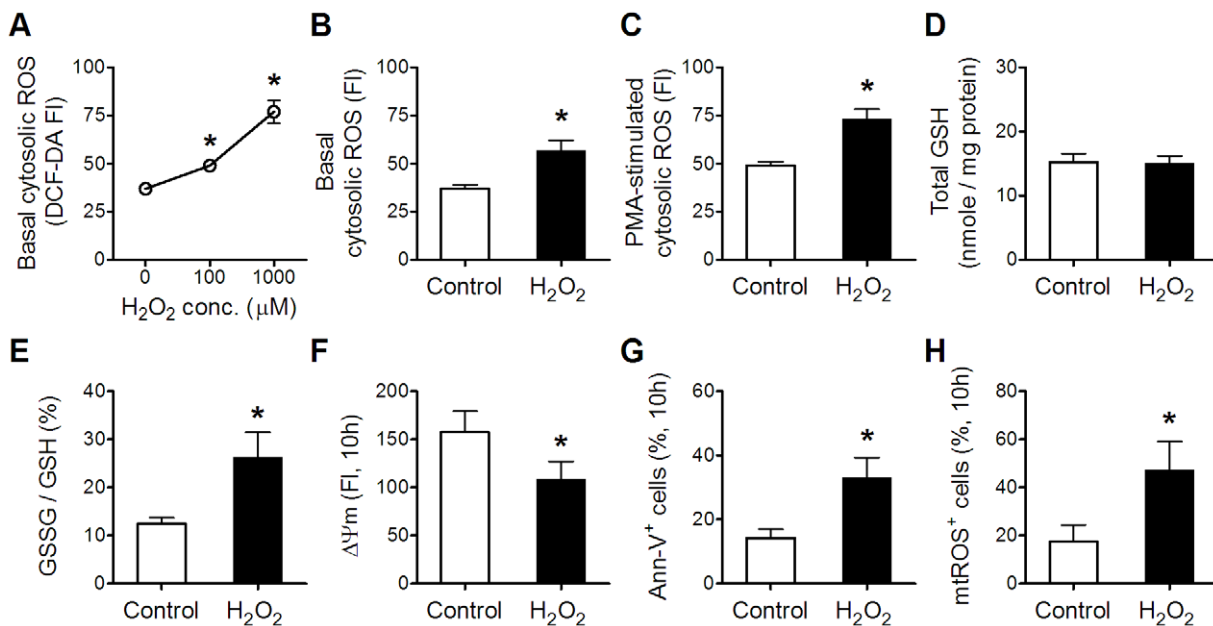 A
Basal cytosolic ROS
(DCF-DA FI)
100
75
50
25
0
*
*
0
100
1000
H₂O₂ conc. (μM)
B
Basal
cytosolic ROS (FI)
100
75
50
25
0
*
Control
H₂O₂
C
PMA-stimulated
cytosolic ROS (FI)
100
75
50
25
0
*
Control
H₂O₂
D
Total GSH
(nmole / mg protein)
30
20
10
0
Control
H₂O₂
E
GSSG / GSH (%)
40
30
20
10
0
*
Control
H₂O₂
F
ΔΨm (FI, 10h)
200
150
100
50
0
*
Control
H₂O₂
G
Ann-V⁺ cells (%, 10h)
60
40
20
0
*
Control
H₂O₂
H
mtROS⁺ cells (%, 10h)
80
60
40
20
0
*
Control
H₂O₂